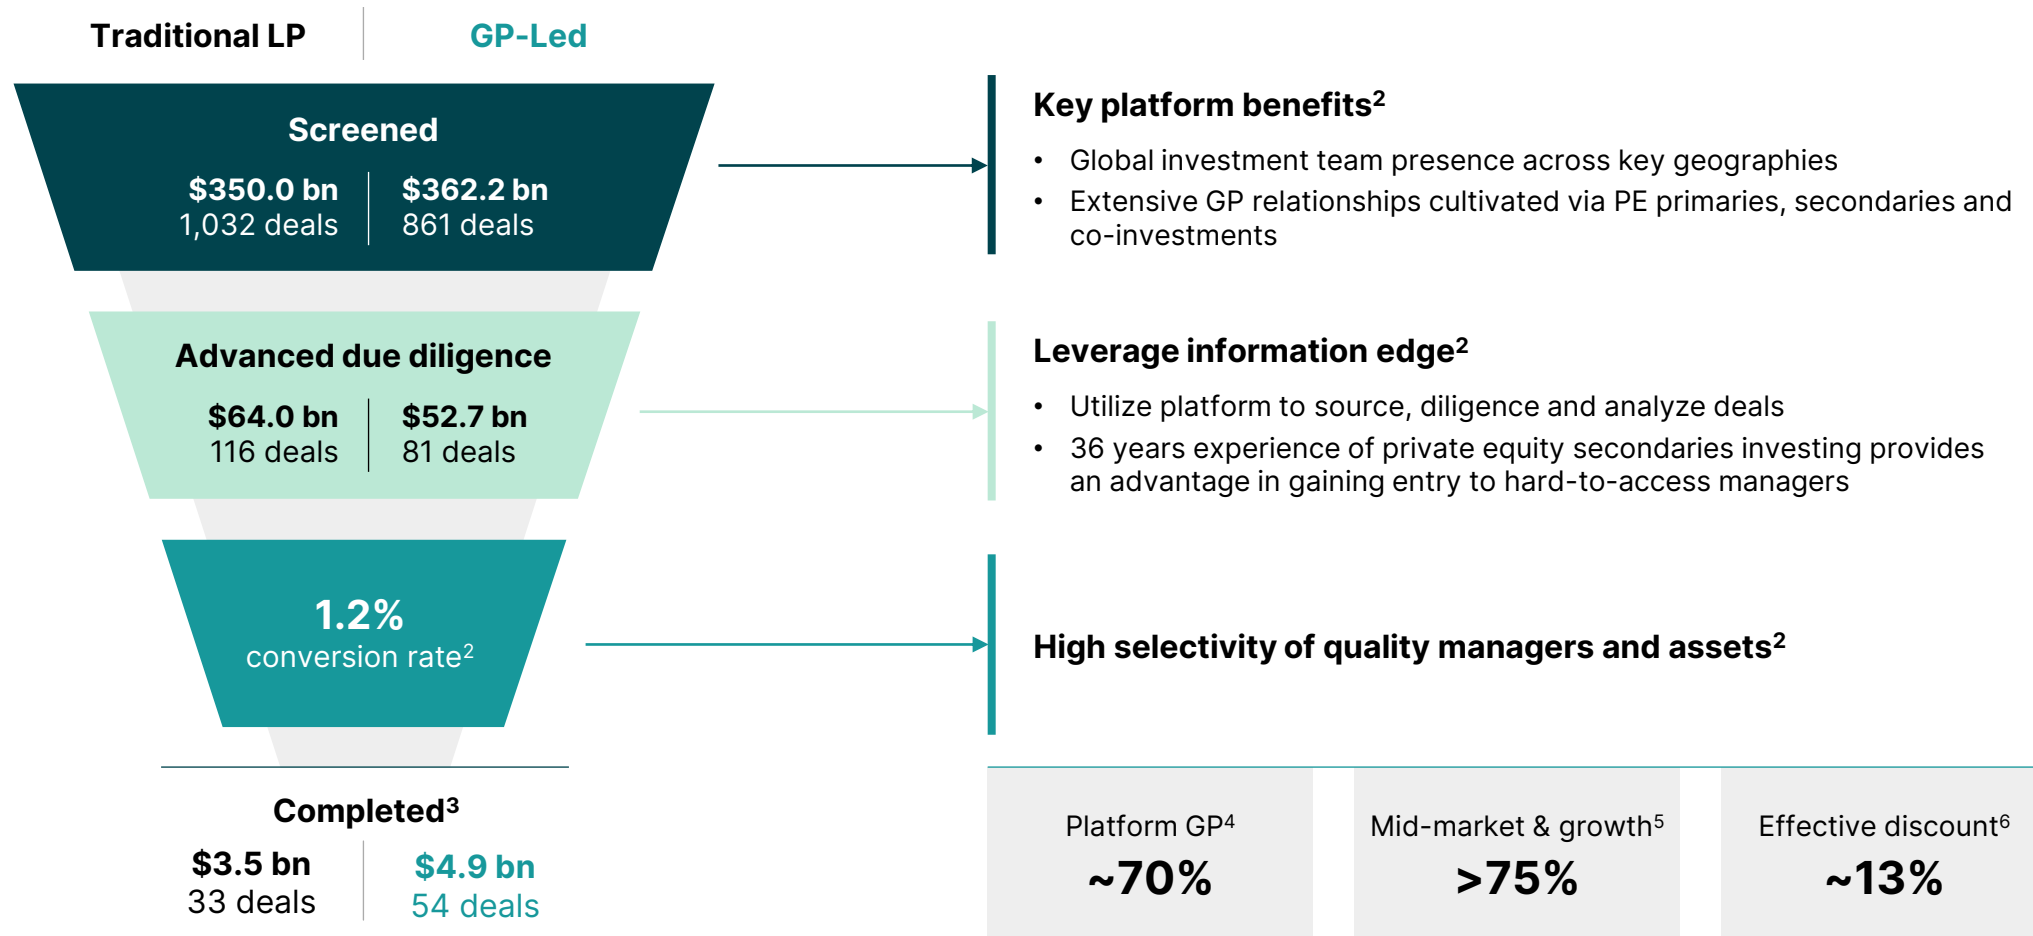 Traditional LP
GP-Led
Screened
$350.0 bn
1,032 deals
$362.2 bn
861 deals
Key platform benefits²
• Global investment team presence across key geographies
• Extensive GP relationships cultivated via PE primaries, secondaries and
co-investments
Advanced due diligence
$64.0 bn
116 deals
$52.7 bn
81 deals
Leverage information edge²
• Utilize platform to source, diligence and analyze deals
• 36 years experience of private equity secondaries investing provides
an advantage in gaining entry to hard-to-access managers
1.2%
conversion rate²
High selectivity of quality managers and assets²
Completed³
$3.5 bn
33 deals
$4.9 bn
54 deals
Platform GP⁴
~70%
Mid-market & growth⁵
>75%
Effective discount⁶
~13%